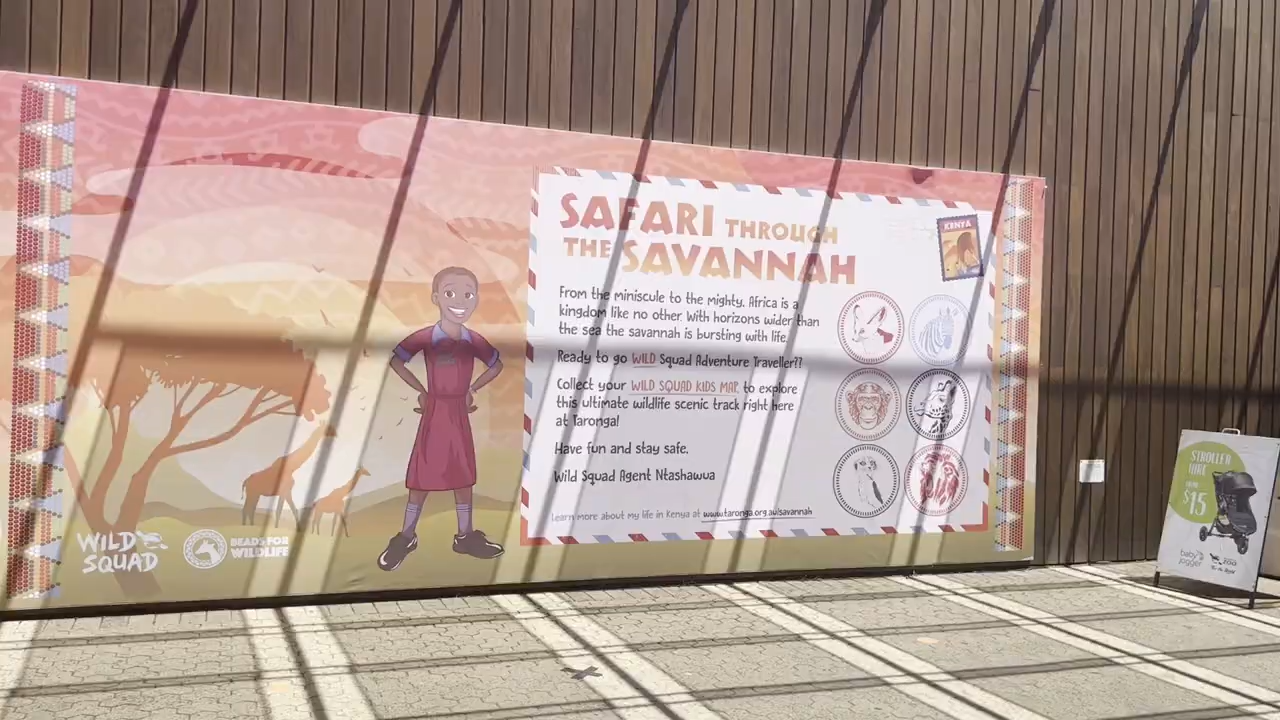 SAFARI THROUGH
THE SAVANNAH
KENYA
From the miniscule to the mighty, Africa is a
kingdom like no other. With horizons wider than
the sea the savannah is bursting with life.
Ready to go WILD Squad Adventure Traveller??
Collect your WILD SQUAD KIDS MAP, to explore
this ultimate wildlife scenic track right here
at Taronga!
Have fun and stay safe.
Wild Squad Agent Ntashawua
Learn more about my life in Kenya at www.taronga.org.au/savannah
WILD
SQUAD
BEADS FOR
WILDLIFE
STROLLER
HIRE
FROM
$15
baby
jogger
ZOO